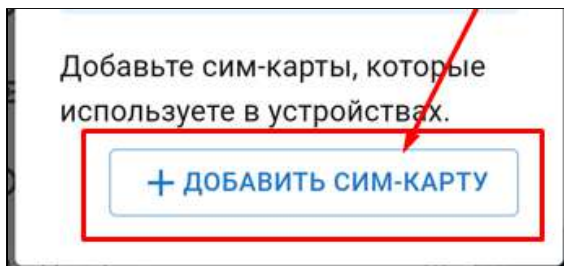 Добавьте сим-карты, которые
используете в устройствах.
+ ДОБАВИТЬ СИМ-КАРТУ